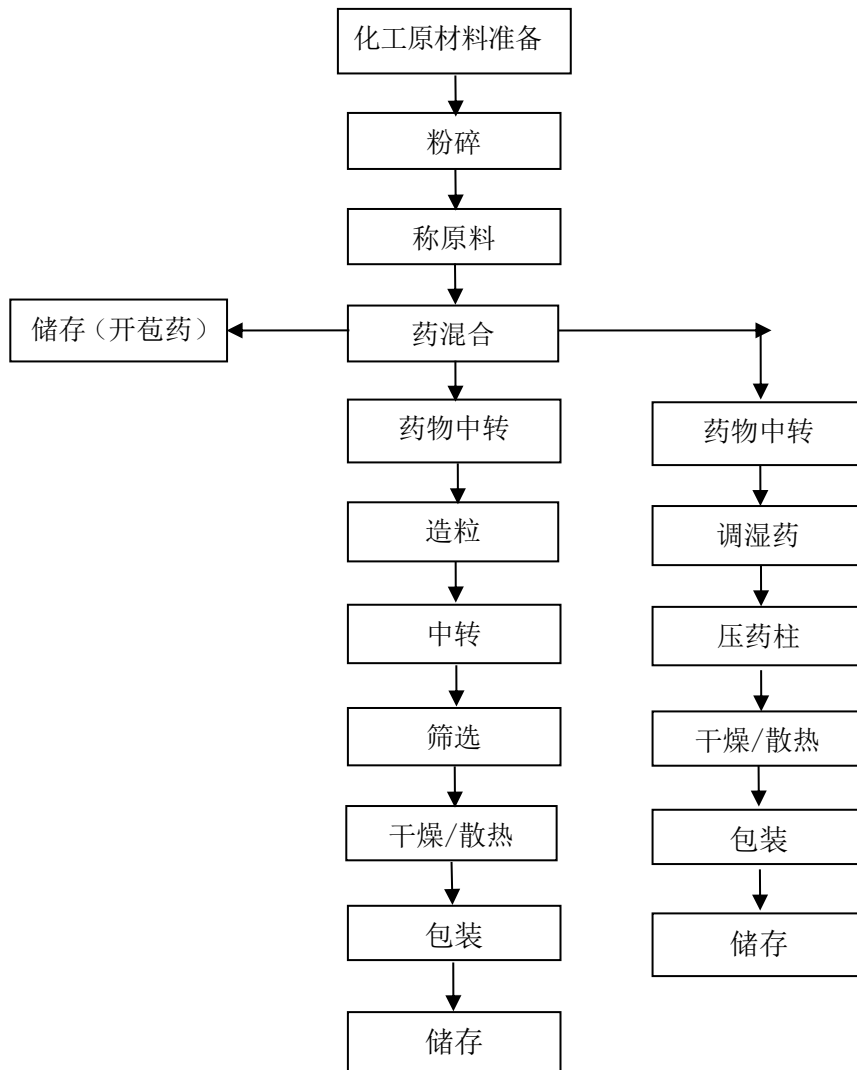 化工原材料准备
粉碎
称原料
储存（开苞药）
药混合
药物中转
药物中转
造粒
调湿药
中转
压药柱
筛选
干燥/散热
干燥/散热
包装
包装
储存
储存